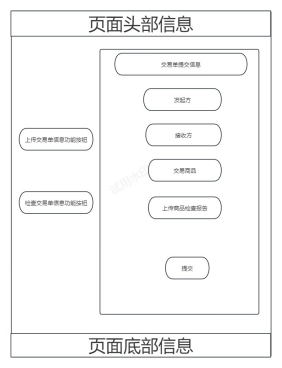 页面头部信息
交易单提交信息
发起方
上传交易单信息功能按钮
接收方
交易商品
检查交易单信息功能按钮
上传商品检查报告
提交
页面底部信息